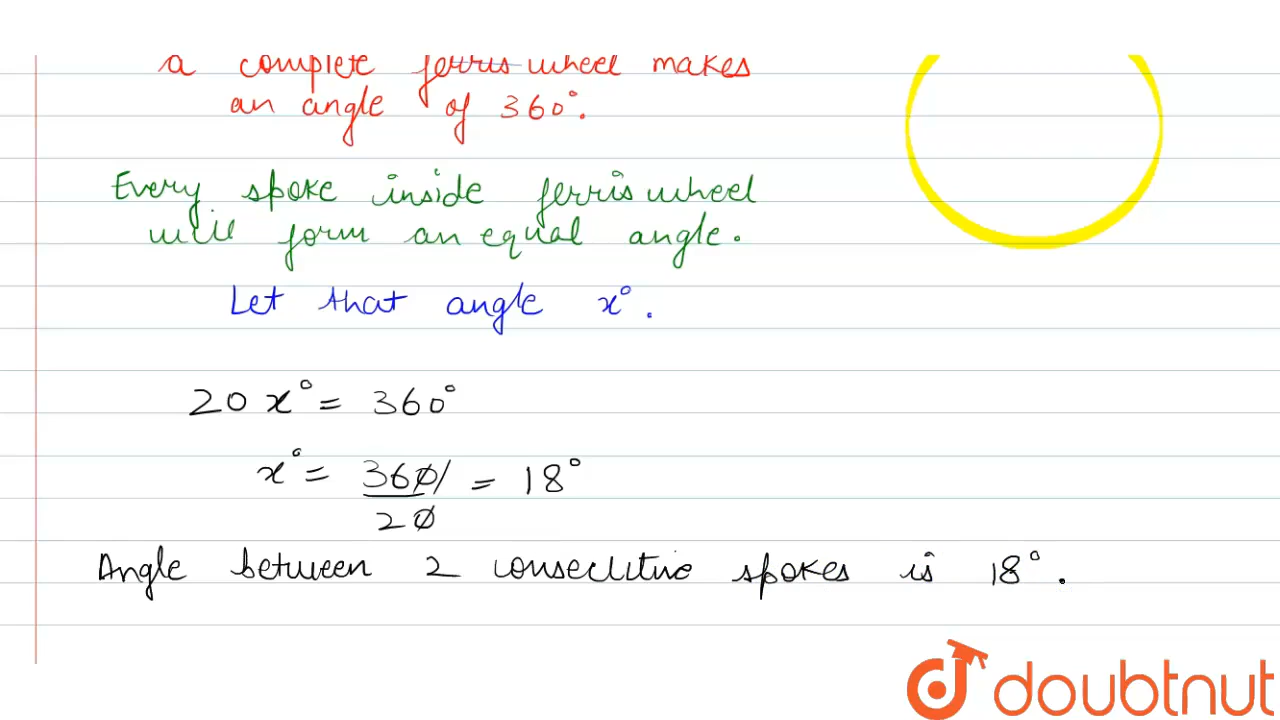 a complete ferris wheel makes
an angle of 360°.
Every spoke inside ferris wheel
will form an equal angle.
Let that angle x°.
20 x° = 360°
x° = 360/20 = 18°
Angle between 2 consecutive spokes is 18°.
doubtnut